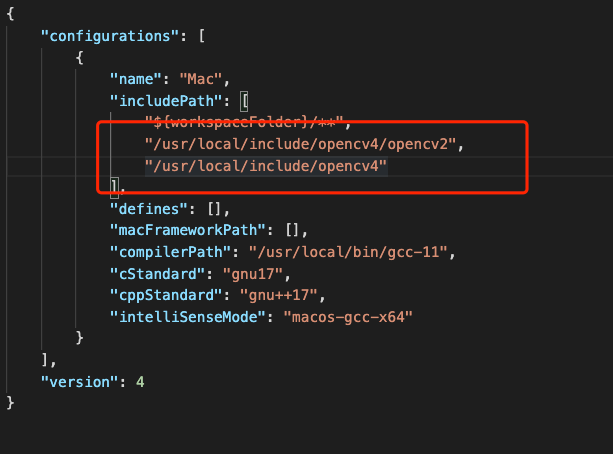 {
"configurations": [
{
"name": "Mac",
"includePath": [
"${workspaceFolder}/**",
"/usr/local/include/opencv4/opencv2",
"/usr/local/include/opencv4"
],
"defines": [],
"macFrameworkPath": [],
"compilerPath": "/usr/local/bin/gcc-11",
"cStandard": "gnu17",
"cppStandard": "gnu++17",
"intelliSenseMode": "macos-gcc-x64"
}
],
"version": 4
}